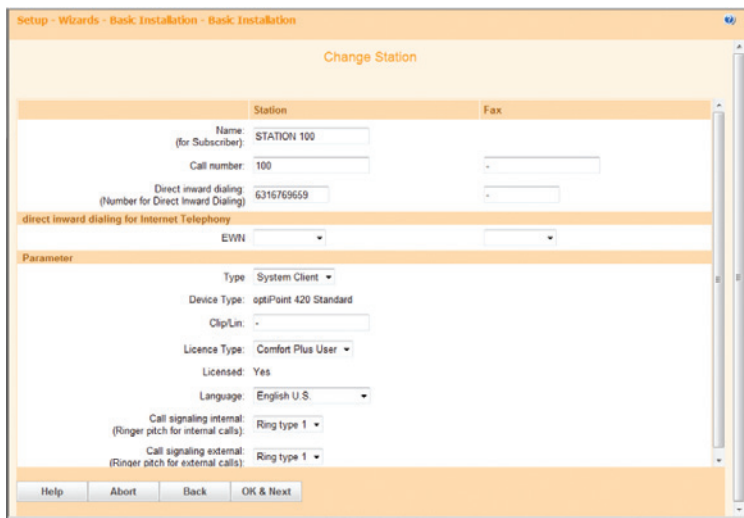 Setup - Wizards - Basic Installation - Basic Installation
Change Station
Station Fax
Name: (for Subscriber): STATION 100
Call number: 100 -
Direct inward dialing: (Number for Direct Inward Dialing) 6316769659 -
direct inward dialing for Internet Telephony
EWN
Parameter
Type System Client
Device Type: optiPoint 420 Standard
Clip/Lin: -
Licence Type: Comfort Plus User
Licensed: Yes
Language: English U.S.
Call signaling internal: (Ringer pitch for internal calls): Ring type 1
Call signaling external: (Ringer pitch for external calls): Ring type 1
Help Abort Back OK & Next